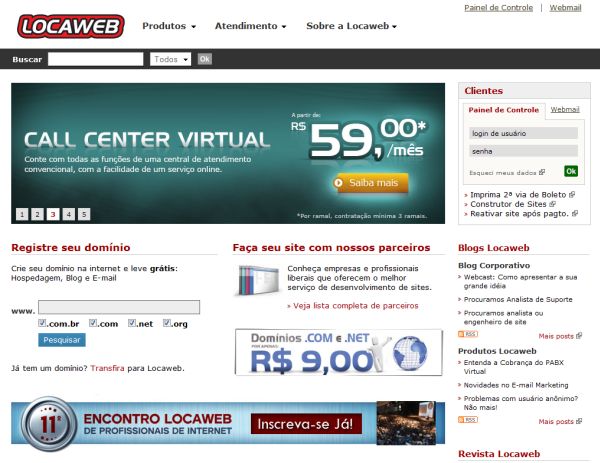 Painel de Controle | Webmail
LOCAWEB
Produtos Atendimento Sobre a Locaweb
Buscar Todos Ok
CALL CENTER VIRTUAL
Conte com todas as funções de uma central de atendimento
convencional, com a facilidade de um serviço online.
A partir de:
R$ 59,00* /mês
Saiba mais
1 2 3 4 5
*Por ramal, contratação mínima 3 ramais.
Clientes
Painel de Controle Webmail
login de usuário
senha
Esqueci meus dados Ok
» Imprima 2ª via de Boleto
» Construtor de Sites
» Reativar site após pagto.
Registre seu domínio
Crie seu domínio na internet e leve grátis:
Hospedagem, Blog e E-mail
www.
.com.br .com .net .org
Pesquisar
Já tem um domínio? Transfira para Locaweb.
Faça seu site com nossos parceiros
Conheça empresas e profissionais
liberais que oferecem o melhor
serviço de desenvolvimento de sites.
» Veja lista completa de parceiros
Domínios .COM e .NET
POR APENAS:
R$ 9,00
11º ENCONTRO LOCAWEB
DE PROFISSIONAIS DE INTERNET
Inscreva-se Já!
Blogs Locaweb
Blog Corporativo
» Webcast: Como apresentar a sua
grande idéia
» Procuramos Analista de Suporte
» Procuramos analista ou
engenheiro de site
RSS Mais posts
Produtos Locaweb
» Entenda a Cobrança do PABX
Virtual
» Novidades no E-mail Marketing
» Problemas com usuário anônimo?
Não mais!
RSS Mais posts
Revista Locaweb